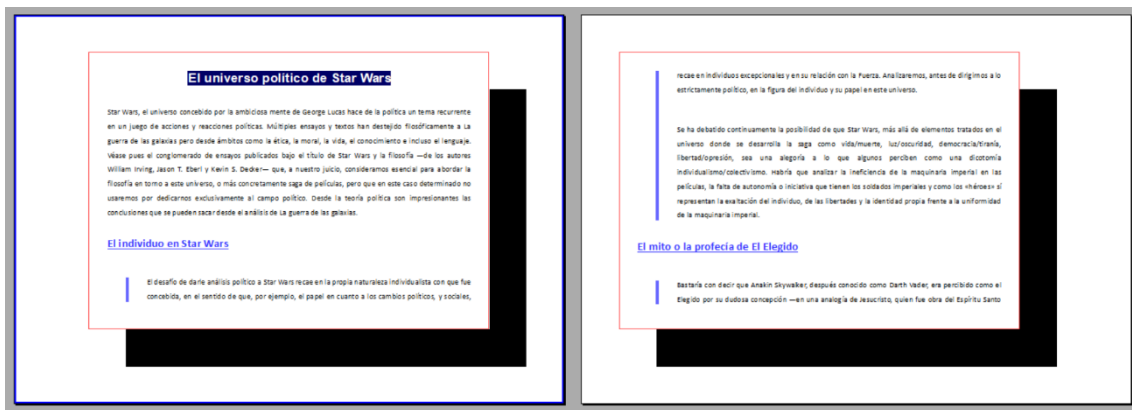 El universo político de Star Wars
Star Wars, el universo concebido por la ambiciosa mente de George Lucas hace de la política un tema recurrente
en un juego de acciones y reacciones políticas. Múltiples ensayos y textos han destejido filosóficamente a La
guerra de las galaxias pero desde ámbitos como la ética, la moral, la vida, el conocimiento e incluso el lenguaje.
Véase pues el conglomerado de ensayos publicados bajo el título de Star Wars y la filosofía —de los autores
William Irving, Jason T. Eberl y Kevin S. Decker— que, a nuestro juicio, consideramos esencial para abordar la
filosofía en torno a este universo, o más concretamente saga de películas, pero que en este caso determinado no
usaremos por dedicarnos exclusivamente al campo político. Desde la teoría política son impresionantes las
conclusiones que se pueden sacar desde el análisis de La guerra de las galaxias.
El individuo en Star Wars
El desafío de darle análisis político a Star Wars recae en la propia naturaleza individualista con que fue
concebida, en el sentido de que, por ejemplo, el papel en cuanto a los cambios políticos, y sociales,
recae en individuos excepcionales y en su relación con la Fuerza. Analizaremos, antes de dirigirnos a lo
estrictamente político, en la figura del individuo y su papel en este universo.
Se ha debatido continuamente la posibilidad de que Star Wars, más allá de elementos tratados en el
universo donde se desarrolla la saga como vida/muerte, luz/oscuridad, democracia/tiranía,
libertad/opresión, sea una alegoría a lo que algunos perciben como una dicotomía
individualismo/colectivismo. Habría que analizar la ineficiencia de la maquinaria imperial en las
películas, la falta de autonomía o iniciativa que tienen los soldados imperiales y como los «héroes» sí
representan la exaltación del individuo, de las libertades y la identidad propia frente a la uniformidad
de la maquinaria imperial.
El mito o la profecía de El Elegido
Bastaría con decir que Anakin Skywalker, después conocido como Darth Vader, era percibido como el
Elegido por su dudosa concepción —en una analogía de Jesucristo, quien fue obra del Espíritu Santo